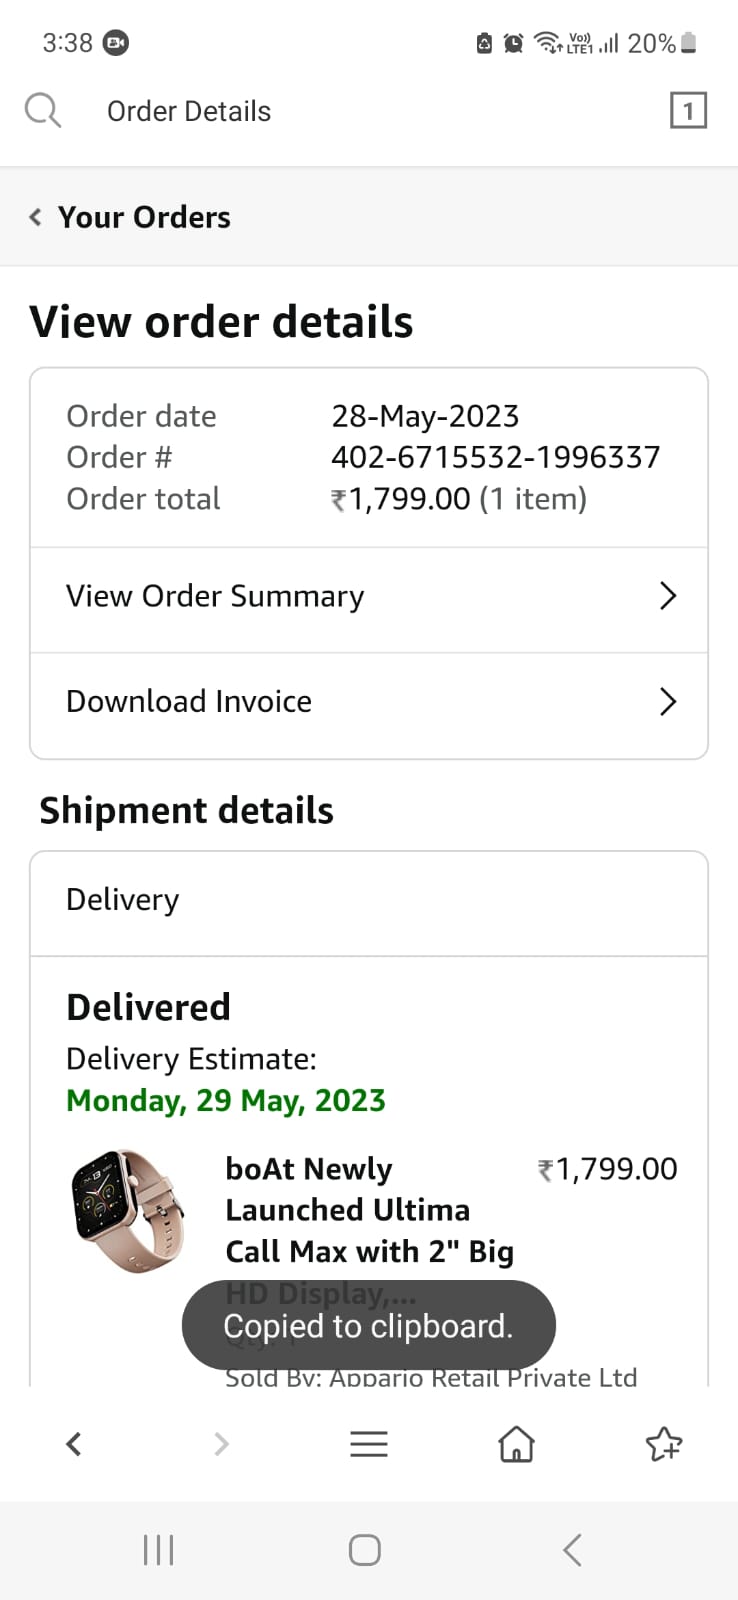 3:38
Vo)) LTE1 20%
Order Details
1
Your Orders
View order details
Order date 28-May-2023
Order # 402-6715532-1996337
Order total ₹1,799.00 (1 item)
View Order Summary
Download Invoice
Shipment details
Delivery
Delivered
Delivery Estimate:
Monday, 29 May, 2023
boAt Newly ₹1,799.00
Launched Ultima
Call Max with 2" Big
HD Display,...
Copied to clipboard.
Sold By: Appario Retail Private Ltd